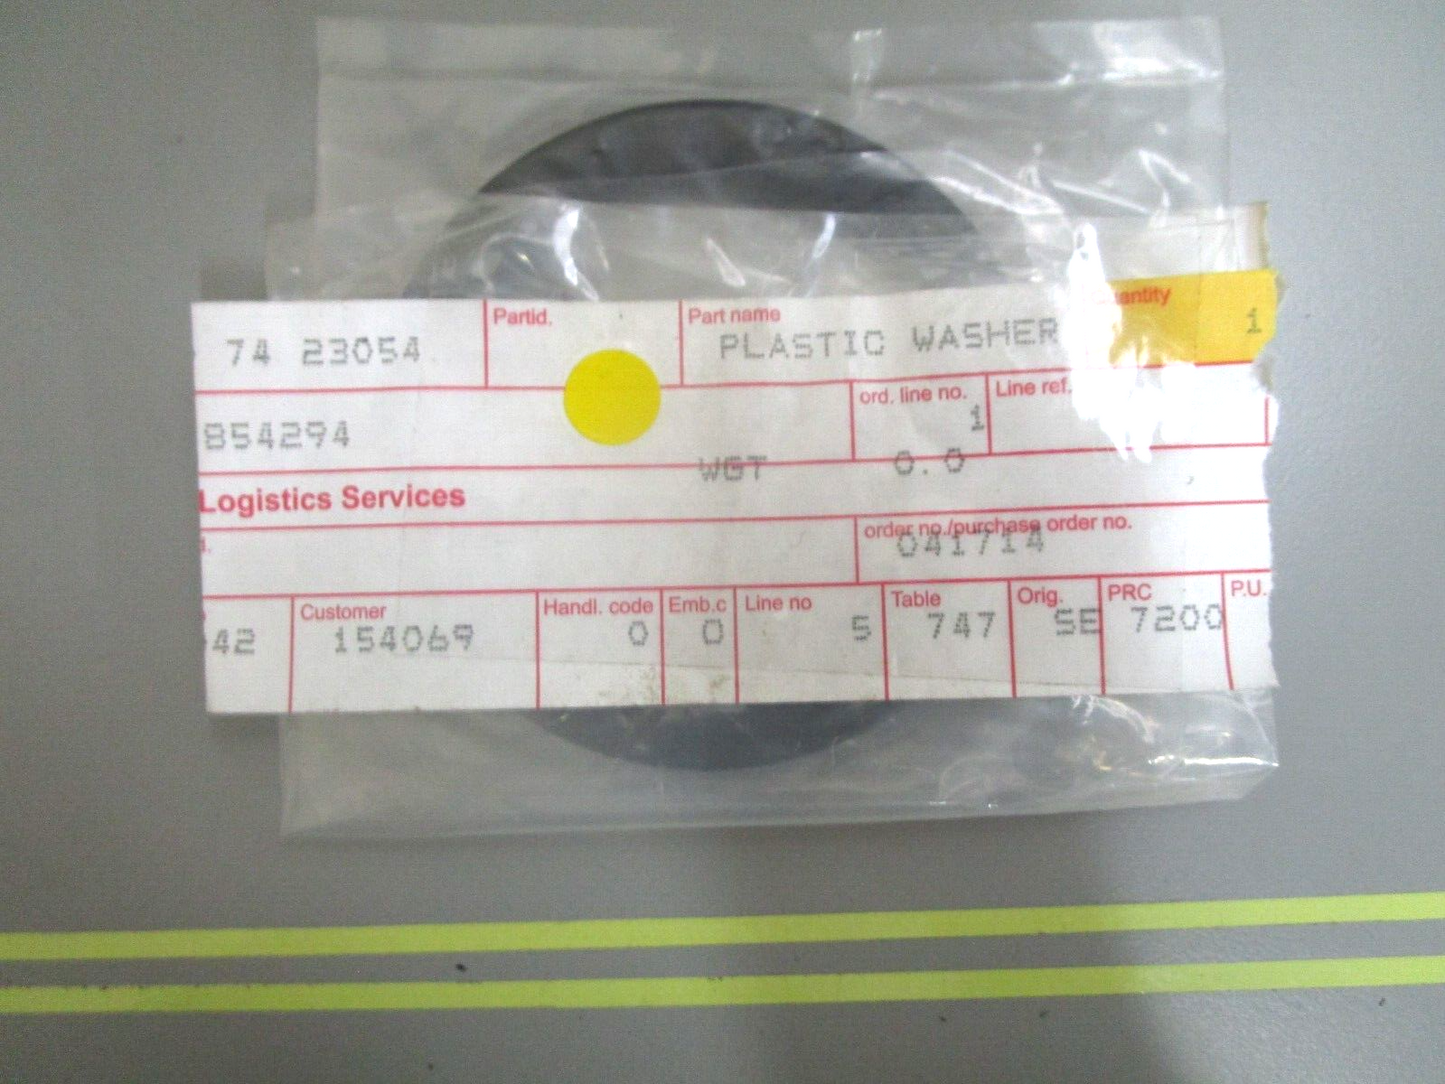 Partid. Part name antity
74 23054 PLASTIC WASHER 1
ord. line no. Line ref.
854294 1
WGT 0.0
Logistics Services
order no./purchase order no.
041714
Customer Handl. code Emb.c Line no Table Orig. PRC P.U.
42 154069 0 0 5 747 SE 7200